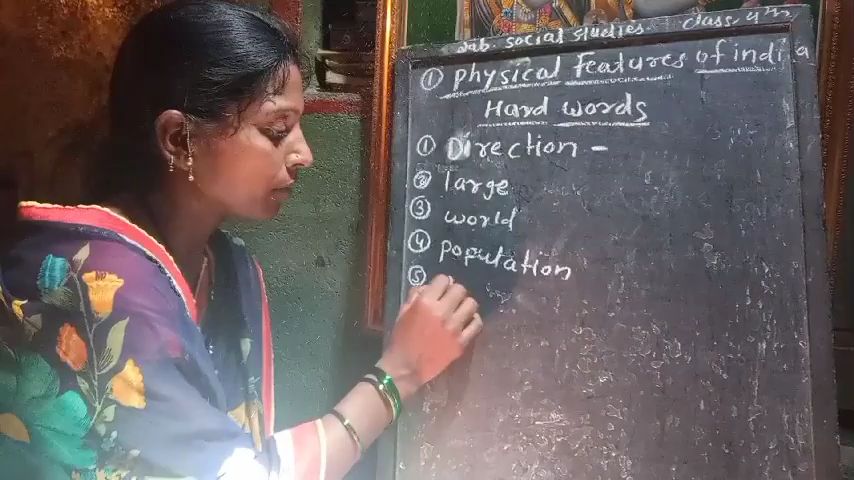 sub. social studies. class 4th
① physical Features of India
Hard words
① Direction -
② large
③ world
④ population
⑤